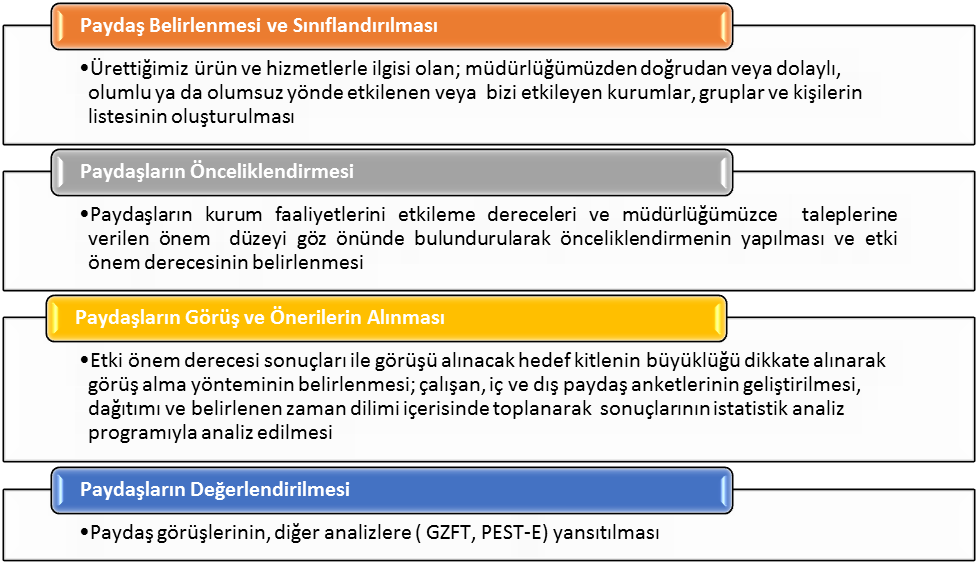 Paydaş Belirlenmesi ve Sınıflandırılması
•Ürettiğimiz ürün ve hizmetlerle ilgisi olan; müdürlüğümüzden doğrudan veya dolaylı,
olumlu ya da olumsuz yönde etkilenen veya bizi etkileyen kurumlar, gruplar ve kişilerin
listesinin oluşturulması
Paydaşların Önceliklendirmesi
•Paydaşların kurum faaliyetlerini etkileme dereceleri ve müdürlüğümüzce taleplerine
verilen önem düzeyi göz önünde bulundurularak önceliklendirmenin yapılması ve etki
önem derecesinin belirlenmesi
Paydaşların Görüş ve Önerilerin Alınması
•Etki önem derecesi sonuçları ile görüşü alınacak hedef kitlenin büyüklüğü dikkate alınarak
görüş alma yönteminin belirlenmesi; çalışan, iç ve dış paydaş anketlerinin geliştirilmesi,
dağıtımı ve belirlenen zaman dilimi içerisinde toplanarak sonuçlarının istatistik analiz
programıyla analiz edilmesi
Paydaşların Değerlendirilmesi
•Paydaş görüşlerinin, diğer analizlere ( GZFT, PEST-E) yansıtılması